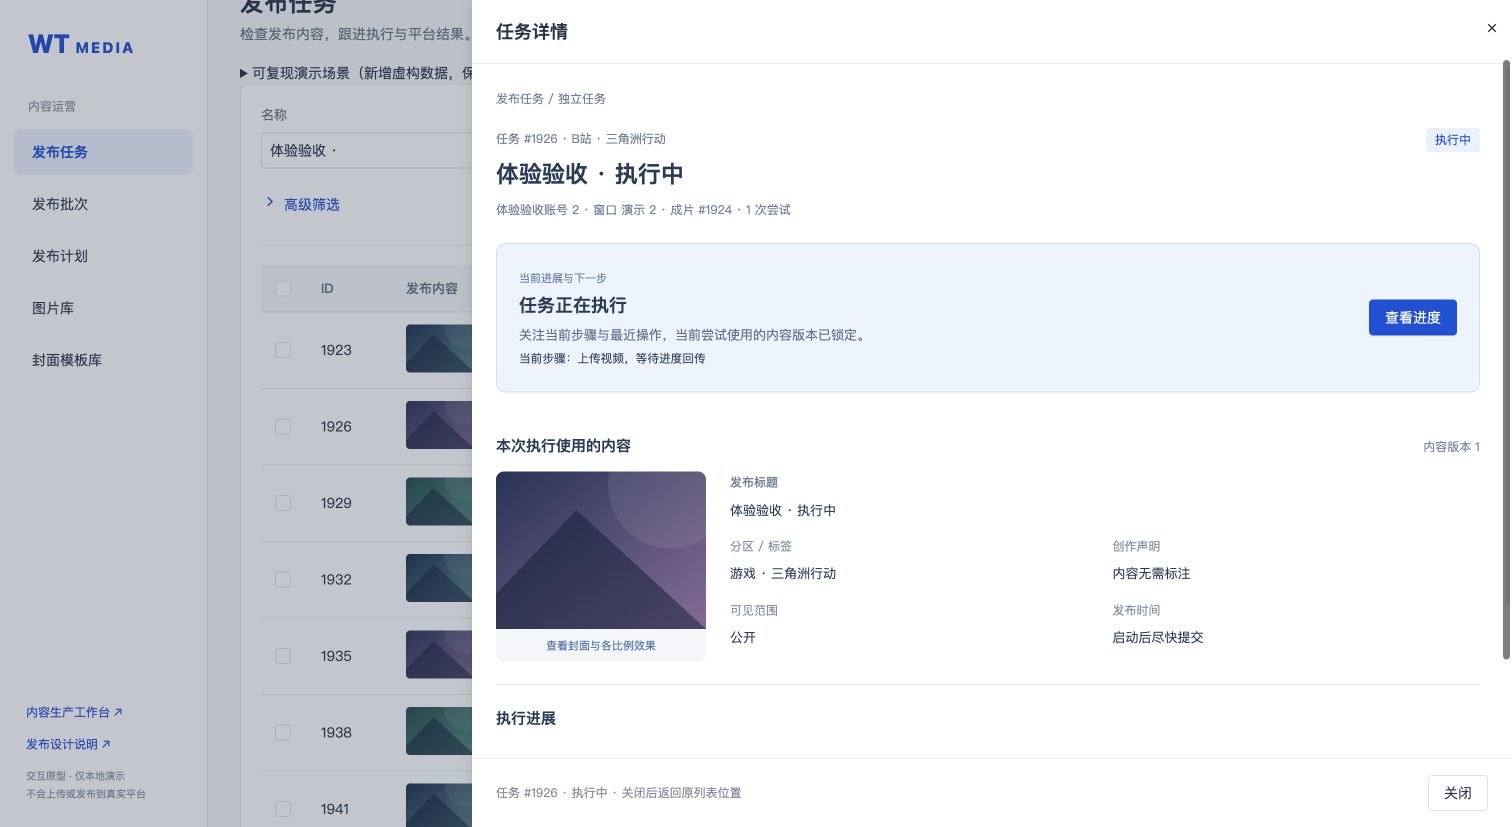 WT MEDIA
内容运营
发布任务
发布批次
发布计划
图片库
封面模板库
内容生产工作台 ↗
发布设计说明 ↗
交互原型 · 仅本地演示
不会上传或发布到真实平台
发布任务
检查发布内容，跟进执行与平台结果。
▶ 可复现演示场景（新增虚构数据，保
名称
体验验收 ·
高级筛选
ID 发布内容
1923
1926
1929
1932
1935
1938
1941
任务详情 ×
发布任务 / 独立任务
任务 #1926 · B站 · 三角洲行动
执行中
体验验收 · 执行中
体验验收账号 2 · 窗口 演示 2 · 成片 #1924 · 1 次尝试
当前进展与下一步
任务正在执行
关注当前步骤与最近操作，当前尝试使用的内容版本已锁定。
当前步骤：上传视频，等待进度回传
查看进度
本次执行使用的内容 内容版本 1
查看封面与各比例效果
发布标题
体验验收 · 执行中
分区 / 标签 创作声明
游戏 · 三角洲行动 内容无需标注
可见范围 发布时间
公开 启动后尽快提交
执行进展
任务 #1926 · 执行中 · 关闭后返回原列表位置
关闭